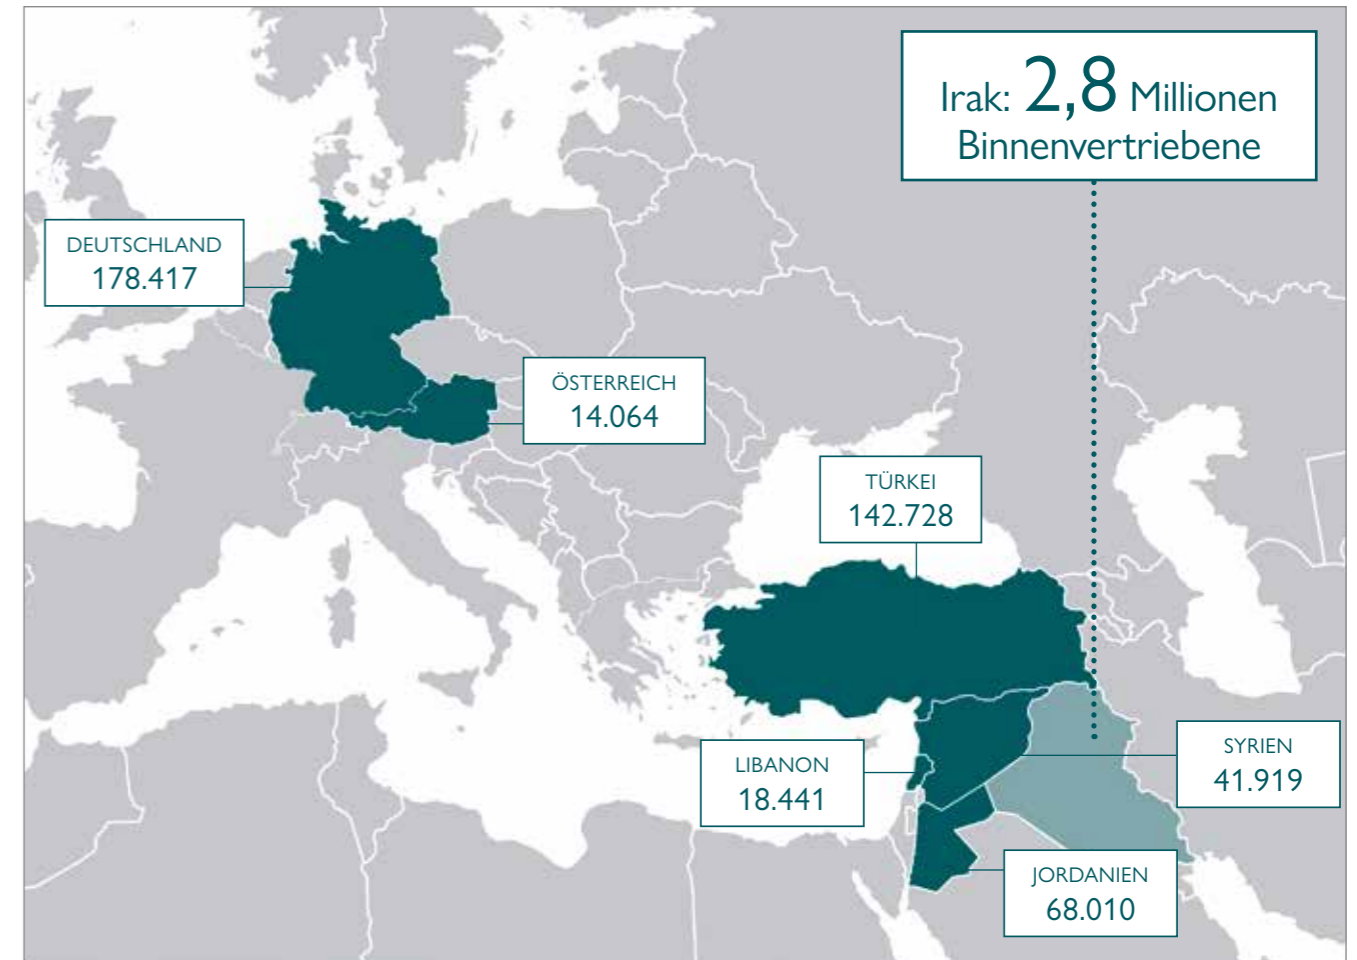 Irak: 2,8 Millionen
Binnenvertriebene
DEUTSCHLAND
178.417
ÖSTERREICH
14.064
TÜRKEI
142.728
LIBANON
18.441
SYRIEN
41.919
JORDANIEN
68.010